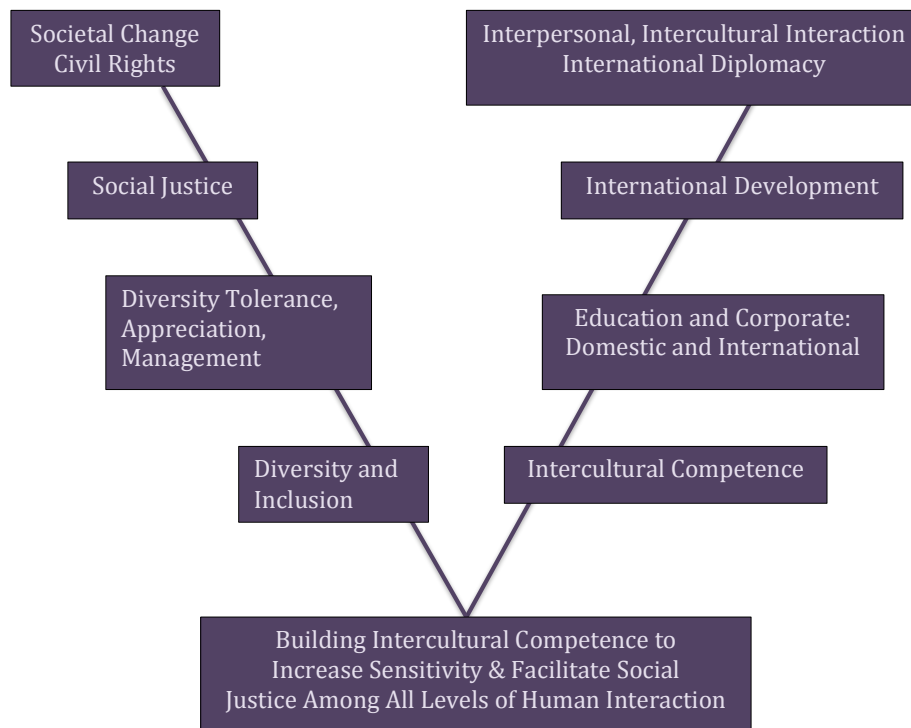 Societal Change
Civil Rights
Interpersonal, Intercultural Interaction
International Diplomacy
Social Justice
International Development
Diversity Tolerance,
Appreciation,
Management
Education and Corporate:
Domestic and International
Diversity and
Inclusion
Intercultural Competence
Building Intercultural Competence to
Increase Sensitivity & Facilitate Social
Justice Among All Levels of Human Interaction